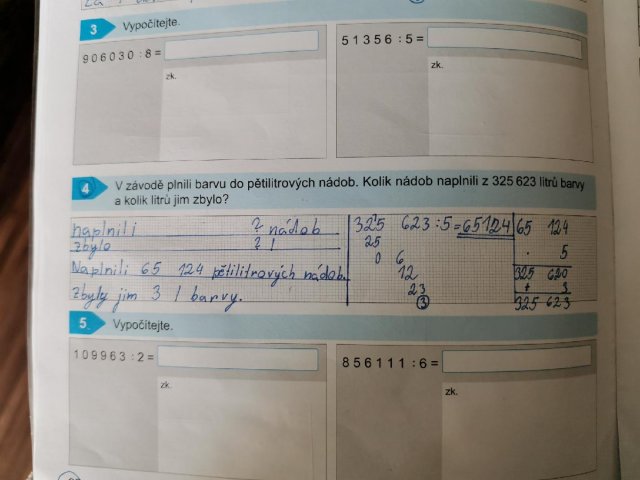 3 Vypočítejte.
906030 : 8 =
zk.
51356 : 5 =
zk.
4 V závodě plnili barvu do pětilitrových nádob. Kolik nádob naplnili z 325 623 litrů barvy
a kolik litrů jim zbylo?
naplnili ? nádob
zbylo ? l
Naplnili 65 124 pětilitrových nádob.
Zbyly jim 3 l barvy.
325 623 : 5 = 65124
25
0 6
12
23
3
65 124
. 5
325 620
+ 3
325 623
5 Vypočítejte.
109963 : 2 =
zk.
856111 : 6 =
zk.